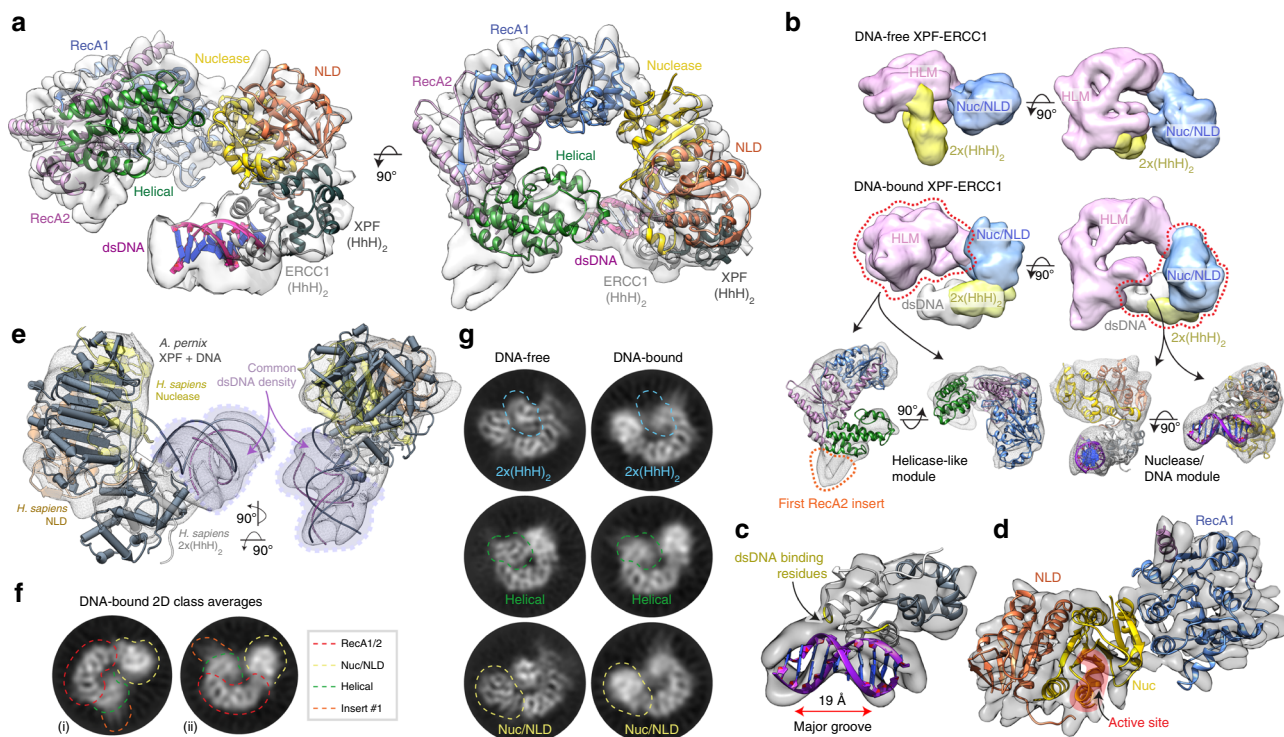 a
RecA1
Nuclease
NLD
RecA2
Helical
dsDNA
XPF
(HhH)2
ERCC1
(HhH)2
90°
RecA1
Nuclease
RecA2
Helical
NLD
dsDNA
ERCC1
(HhH)2
XPF
(HhH)2
b
DNA-free XPF-ERCC1
HLM
Nuc/NLD
2x(HhH)2
90°
HLM
Nuc/NLD
2x(HhH)2
DNA-bound XPF-ERCC1
HLM
Nuc/NLD
dsDNA
2x(HhH)2
90°
HLM
Nuc/NLD
dsDNA
2x(HhH)2
90°
Helicase-like
module
First RecA2 insert
90°
Nuclease/
DNA module
e
A. pernix
XPF + DNA
H. sapiens
Nuclease
Common
dsDNA density
H. sapiens
NLD
H. sapiens
2x(HhH)2
90°
90°
g
DNA-free
DNA-bound
2x(HhH)2
2x(HhH)2
Helical
Helical
Nuc/NLD
Nuc/NLD
f
DNA-bound 2D class averages
(i)
(ii)
RecA1/2
Nuc/NLD
Helical
Insert #1
c
dsDNA binding
residues
19 Å
Major groove
d
RecA1
NLD
Nuc
Active site